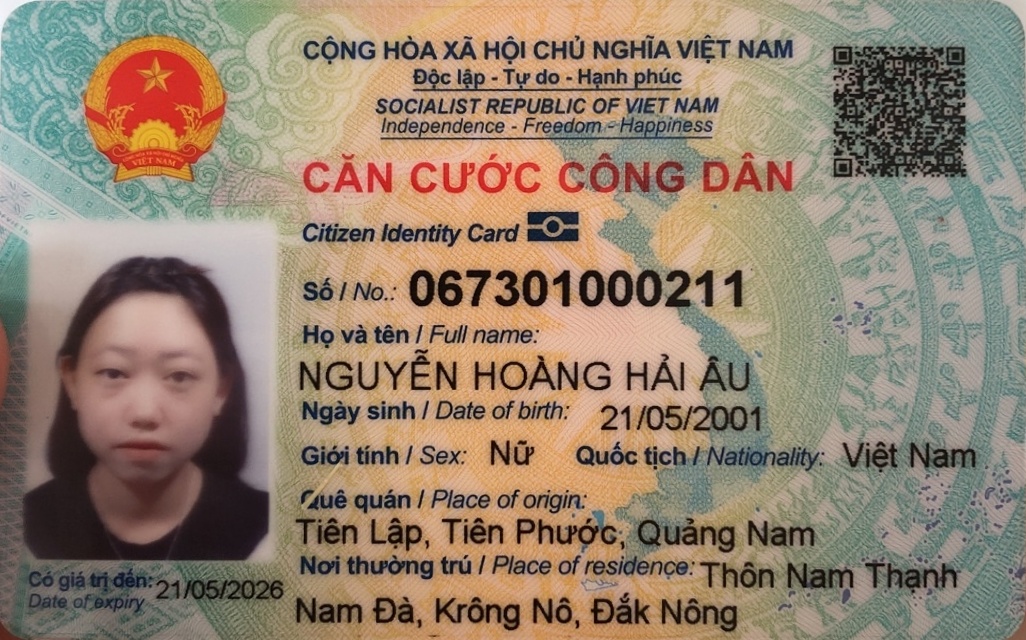 CỘNG HÒA XÃ HỘI CHỦ NGHĨA VIỆT NAM
Độc lập - Tự do - Hạnh phúc
SOCIALIST REPUBLIC OF VIET NAM
Independence - Freedom - Happiness
VIỆT NAM
CĂN CƯỚC CÔNG DÂN
Citizen Identity Card
Số / No.: 067301000211
Họ và tên / Full name:
NGUYỄN HOÀNG HẢI ÂU
Ngày sinh / Date of birth: 21/05/2001
Giới tính / Sex: Nữ Quốc tịch / Nationality: Việt Nam
Quê quán / Place of origin:
Tiên Lập, Tiên Phước, Quảng Nam
Nơi thường trú / Place of residence: Thôn Nam Thạnh
Nam Đà, Krông Nô, Đắk Nông
Có giá trị đến: 21/05/2026
Date of expiry